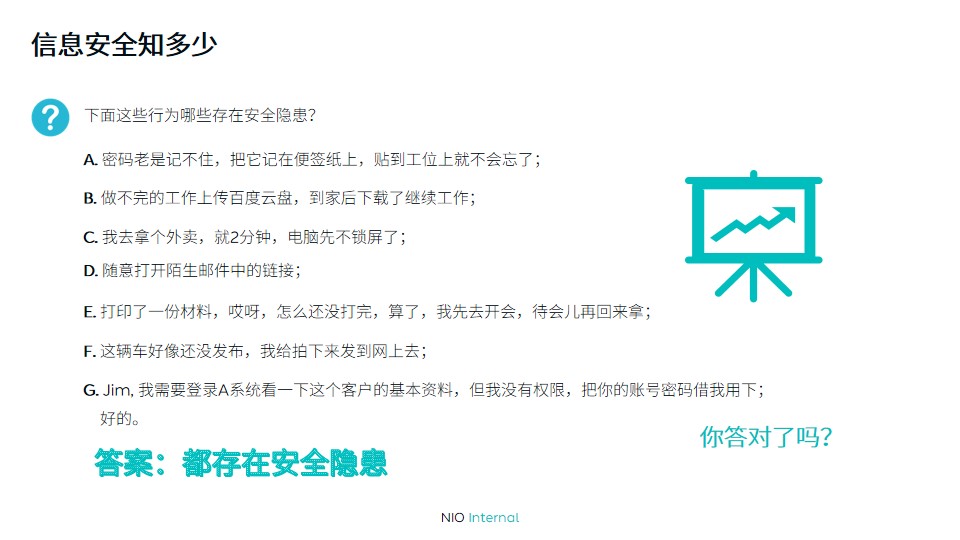 信息安全知多少
?
下面这些行为哪些存在安全隐患？
A. 密码老是记不住，把它记在便签纸上，贴到工位上就不会忘了；
B. 做不完的工作上传百度云盘，到家后下载了继续工作；
C. 我去拿个外卖，就2分钟，电脑先不锁屏了；
D. 随意打开陌生邮件中的链接；
E. 打印了一份材料，哎呀，怎么还没打完，算了，我先去开会，待会儿再回来拿；
F. 这辆车好像还没发布，我给拍下来发到网上去；
G. Jim, 我需要登录A系统看一下这个客户的基本资料，但我没有权限，把你的账号密码借我用下；
好的。
你答对了吗？
答案：都存在安全隐患
NIO Internal